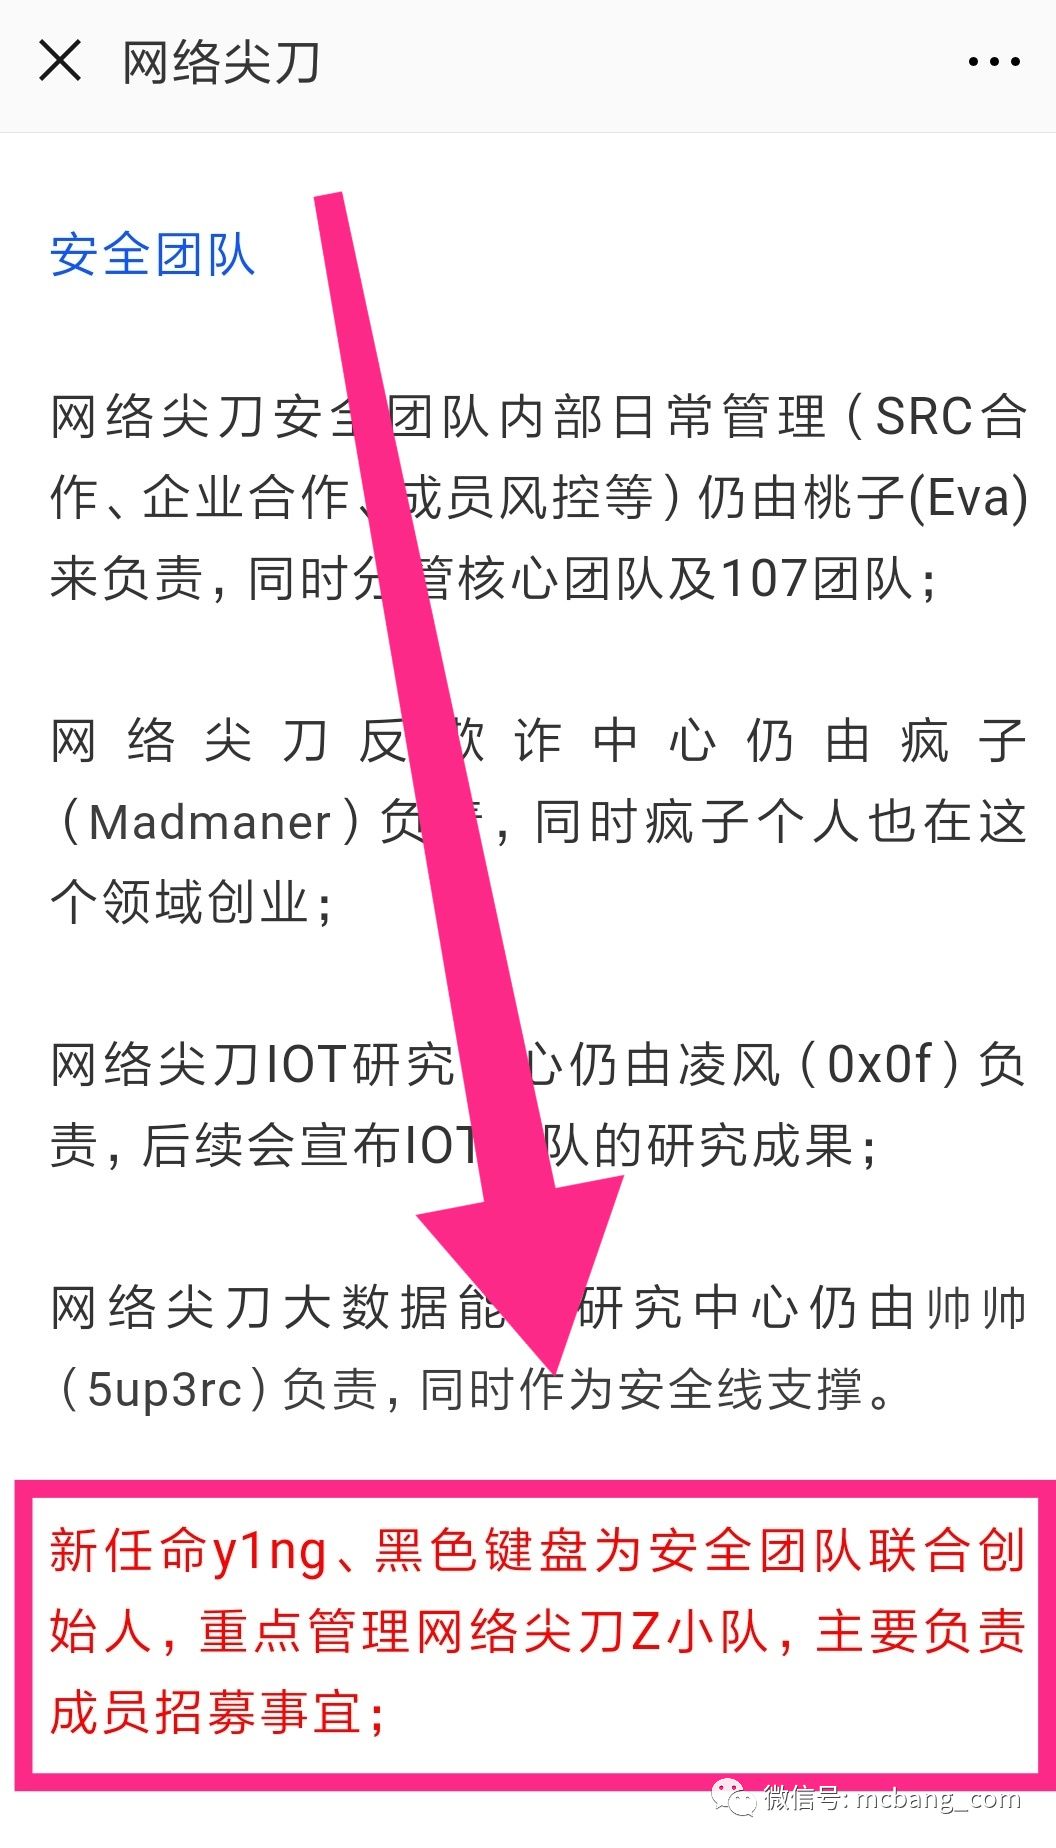 网络尖刀
安全团队
网络尖刀安全团队内部日常管理（SRC合
作、企业合作、成员风控等）仍由桃子(Eva)
来负责，同时分管核心团队及107团队；
网络尖刀反欺诈中心仍由疯子
（Madmaner）负责，同时疯子个人也在这
个领域创业；
网络尖刀IOT研究中心仍由凌风（0x0f）负
责，后续会宣布IOT团队的研究成果；
网络尖刀大数据能 研究中心仍由帅帅
（5up3rc）负责，同时作为安全线支撑。
新任命y1ng、黑色键盘为安全团队联合创
始人，重点管理网络尖刀Z小队，主要负责
成员招募事宜；
微信号: mcbang_com